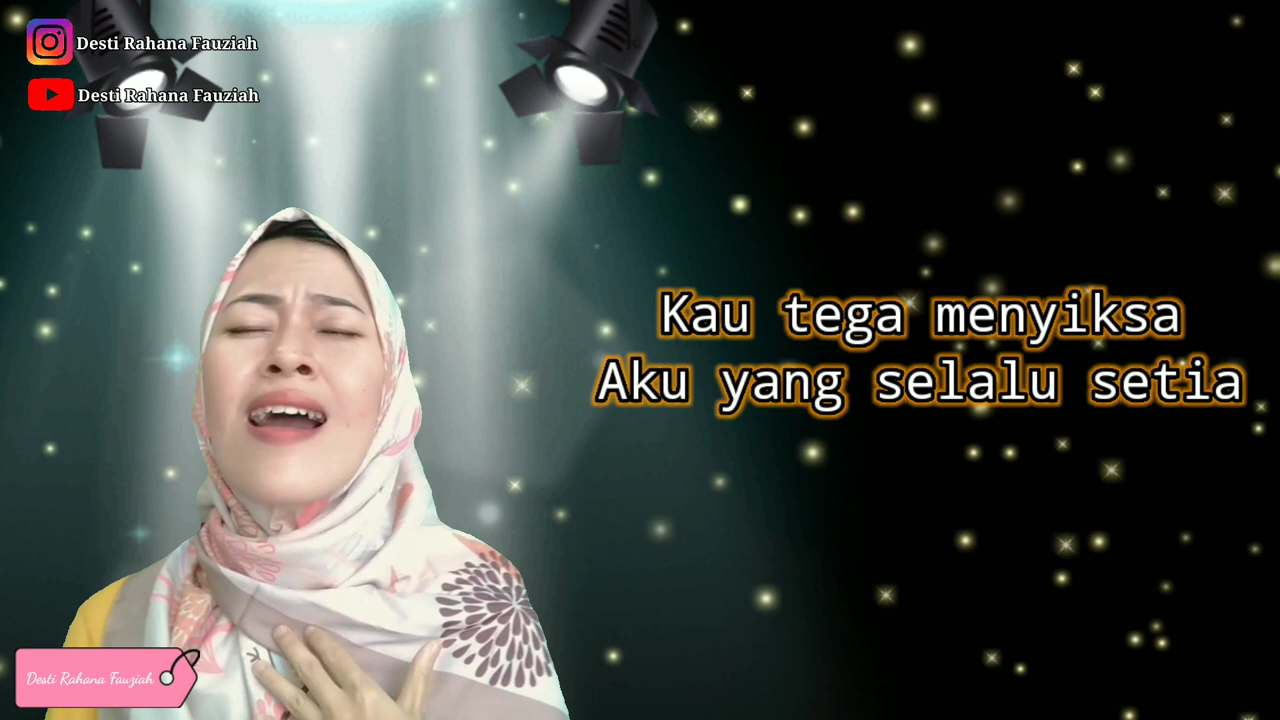 Desti Rahana Fauziah
Desti Rahana Fauziah
Kau tega menyiksa
Aku yang selalu setia
Desti Rahana Fauziah